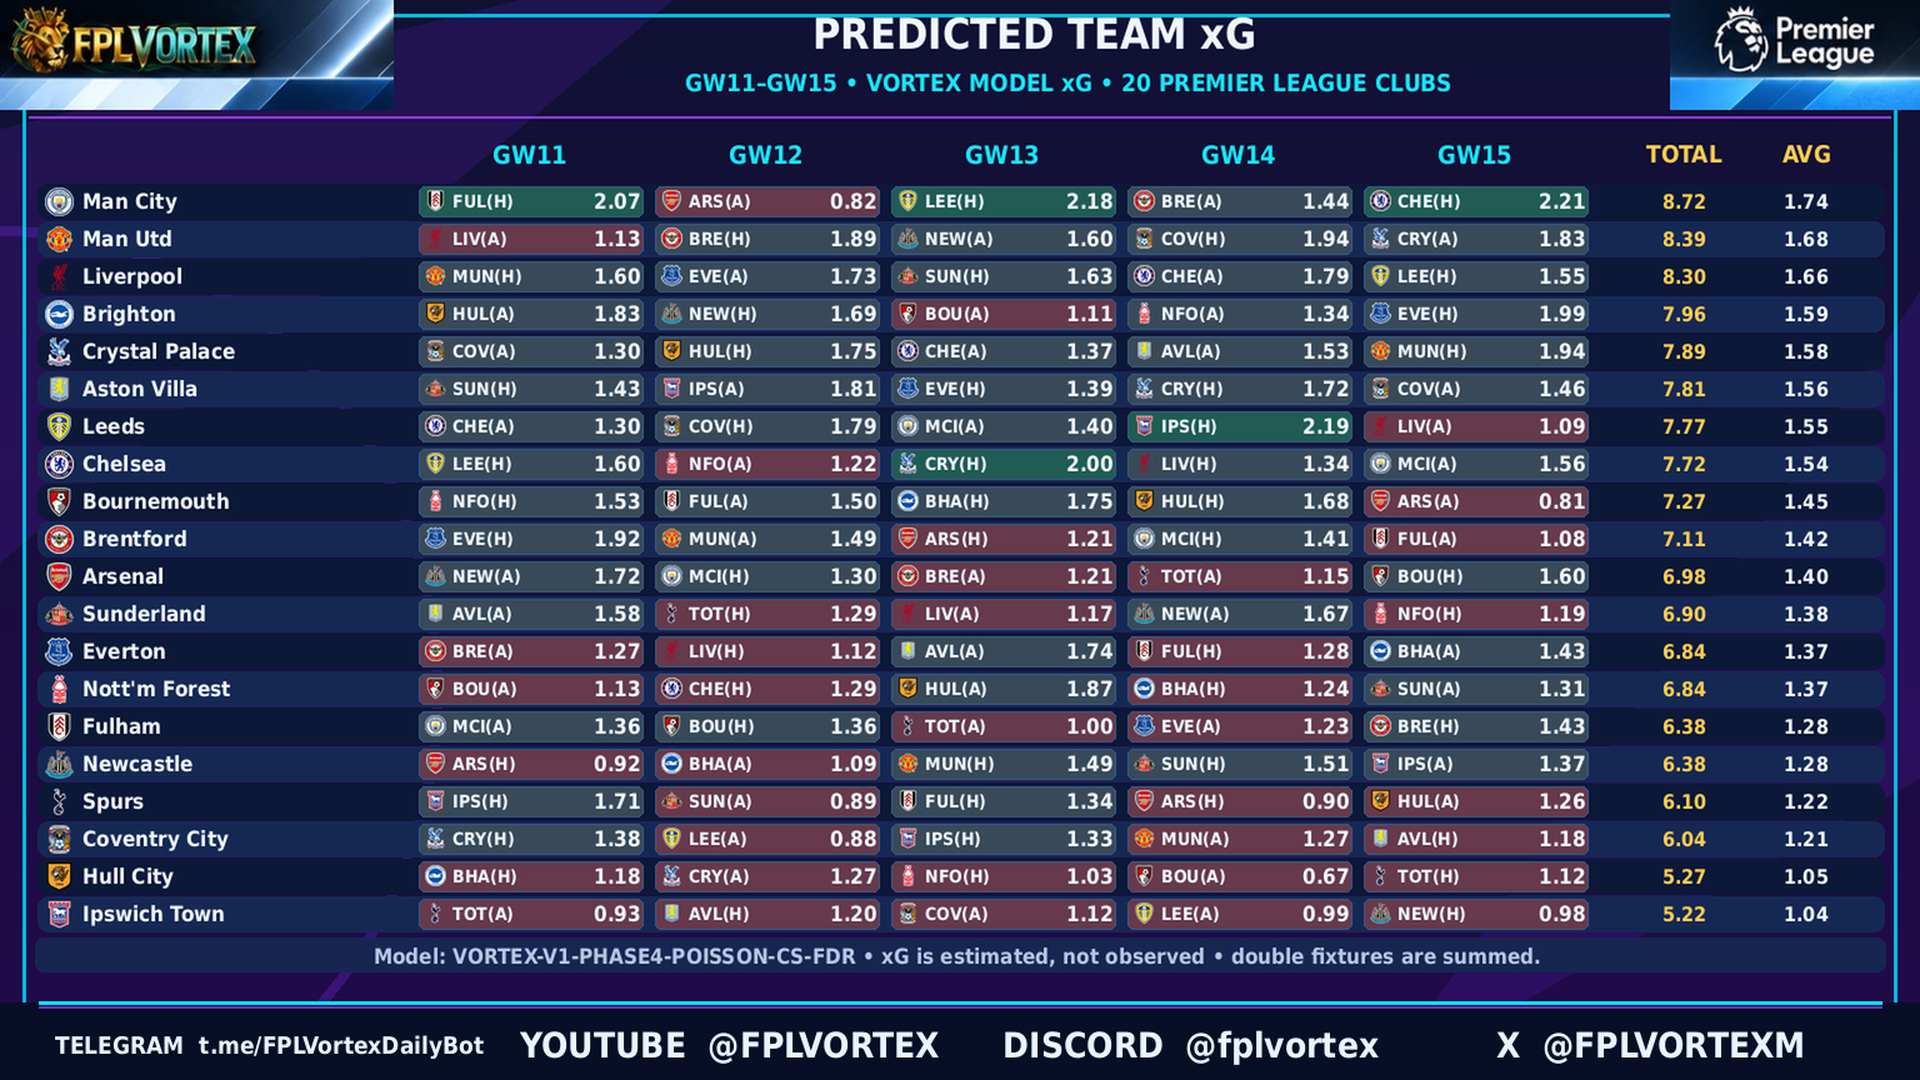 FPLVORTEX
PREDICTED TEAM xG
Premier League
GW11–GW15 • VORTEX MODEL xG • 20 PREMIER LEAGUE CLUBS
GW11 GW12 GW13 GW14 GW15 TOTAL AVG
Man City FUL(H) 2.07 ARS(A) 0.82 LEE(H) 2.18 BRE(A) 1.44 CHE(H) 2.21 8.72 1.74
Man Utd LIV(A) 1.13 BRE(H) 1.89 NEW(A) 1.60 COV(H) 1.94 CRY(A) 1.83 8.39 1.68
Liverpool MUN(H) 1.60 EVE(A) 1.73 SUN(H) 1.63 CHE(A) 1.79 LEE(H) 1.55 8.30 1.66
Brighton HUL(A) 1.83 NEW(H) 1.69 BOU(A) 1.11 NFO(A) 1.34 EVE(H) 1.99 7.96 1.59
Crystal Palace COV(A) 1.30 HUL(H) 1.75 CHE(A) 1.37 AVL(A) 1.53 MUN(H) 1.94 7.89 1.58
Aston Villa SUN(H) 1.43 IPS(A) 1.81 EVE(H) 1.39 CRY(H) 1.72 COV(A) 1.46 7.81 1.56
Leeds CHE(A) 1.30 COV(H) 1.79 MCI(A) 1.40 IPS(H) 2.19 LIV(A) 1.09 7.77 1.55
Chelsea LEE(H) 1.60 NFO(A) 1.22 CRY(H) 2.00 LIV(H) 1.34 MCI(A) 1.56 7.72 1.54
Bournemouth NFO(H) 1.53 FUL(A) 1.50 BHA(H) 1.75 HUL(H) 1.68 ARS(A) 0.81 7.27 1.45
Brentford EVE(H) 1.92 MUN(A) 1.49 ARS(H) 1.21 MCI(H) 1.41 FUL(A) 1.08 7.11 1.42
Arsenal NEW(A) 1.72 MCI(H) 1.30 BRE(A) 1.21 TOT(A) 1.15 BOU(H) 1.60 6.98 1.40
Sunderland AVL(A) 1.58 TOT(H) 1.29 LIV(A) 1.17 NEW(A) 1.67 NFO(H) 1.19 6.90 1.38
Everton BRE(A) 1.27 LIV(H) 1.12 AVL(A) 1.74 FUL(H) 1.28 BHA(A) 1.43 6.84 1.37
Nott'm Forest BOU(A) 1.13 CHE(H) 1.29 HUL(A) 1.87 BHA(H) 1.24 SUN(A) 1.31 6.84 1.37
Fulham MCI(A) 1.36 BOU(H) 1.36 TOT(A) 1.00 EVE(A) 1.23 BRE(H) 1.43 6.38 1.28
Newcastle ARS(H) 0.92 BHA(A) 1.09 MUN(H) 1.49 SUN(H) 1.51 IPS(A) 1.37 6.38 1.28
Spurs IPS(H) 1.71 SUN(A) 0.89 FUL(H) 1.34 ARS(H) 0.90 HUL(A) 1.26 6.10 1.22
Coventry City CRY(H) 1.38 LEE(A) 0.88 IPS(H) 1.33 MUN(A) 1.27 AVL(H) 1.18 6.04 1.21
Hull City BHA(H) 1.18 CRY(A) 1.27 NFO(H) 1.03 BOU(A) 0.67 TOT(H) 1.12 5.27 1.05
Ipswich Town TOT(A) 0.93 AVL(H) 1.20 COV(A) 1.12 LEE(A) 0.99 NEW(H) 0.98 5.22 1.04
Model: VORTEX-V1-PHASE4-POISSON-CS-FDR • xG is estimated, not observed • double fixtures are summed.
TELEGRAM t.me/FPLVortexDailyBot YOUTUBE @FPLVORTEX DISCORD @fplvortex X @FPLVORTEXM